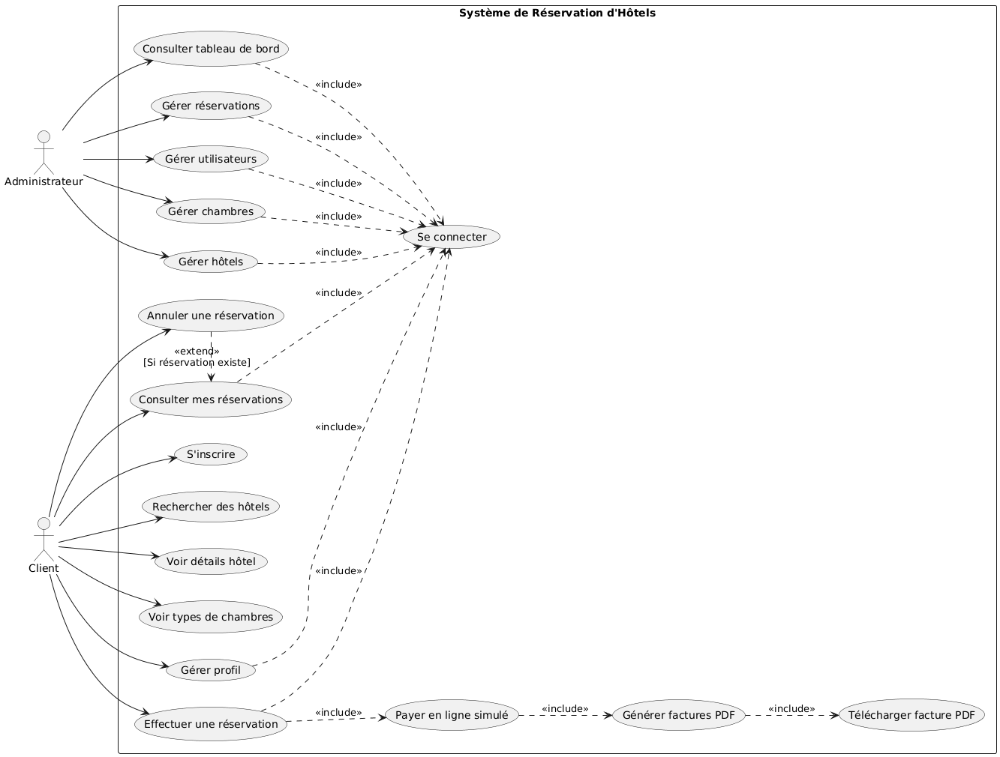 Système de Réservation d'Hôtels
Consulter tableau de bord
«include»
Gérer réservations
«include»
Administrateur
Gérer utilisateurs
«include»
Gérer chambres
«include»
Se connecter
Gérer hôtels
«include»
«include»
Annuler une réservation
«extend»
[Si réservation existe]
Consulter mes réservations
«include»
S'inscrire
Rechercher des hôtels
Client
Voir détails hôtel
«include»
Voir types de chambres
Gérer profil
Effectuer une réservation
«include»
Payer en ligne simulé
«include»
Générer factures PDF
«include»
Télécharger facture PDF